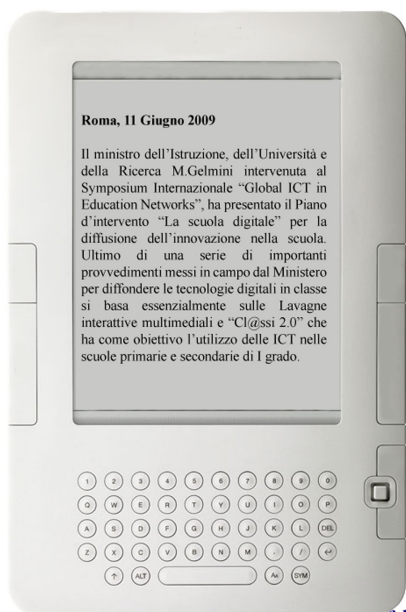 Roma, 11 Giugno 2009
Il ministro dell’Istruzione, dell’Università e
della Ricerca M.Gelmini intervenuta al
Symposium Internazionale “Global ICT in
Education Networks”, ha presentato il Piano
d’intervento “La scuola digitale” per la
diffusione dell’innovazione nella scuola.
Ultimo di una serie di importanti
provvedimenti messi in campo dal Ministero
per diffondere le tecnologie digitali in classe
si basa essenzialmente sulle Lavagne
interattive multimediali e “Cl@ssi 2.0” che
ha come obiettivo l’utilizzo delle ICT nelle
scuole primarie e secondarie di I grado.
1 2 3 4 5 6 7 8 9 0
Q W E R T Y U I O P
A S D F G H J K L DEL
Z X C V B N M . / ↵
↑ ALT Aa SYM